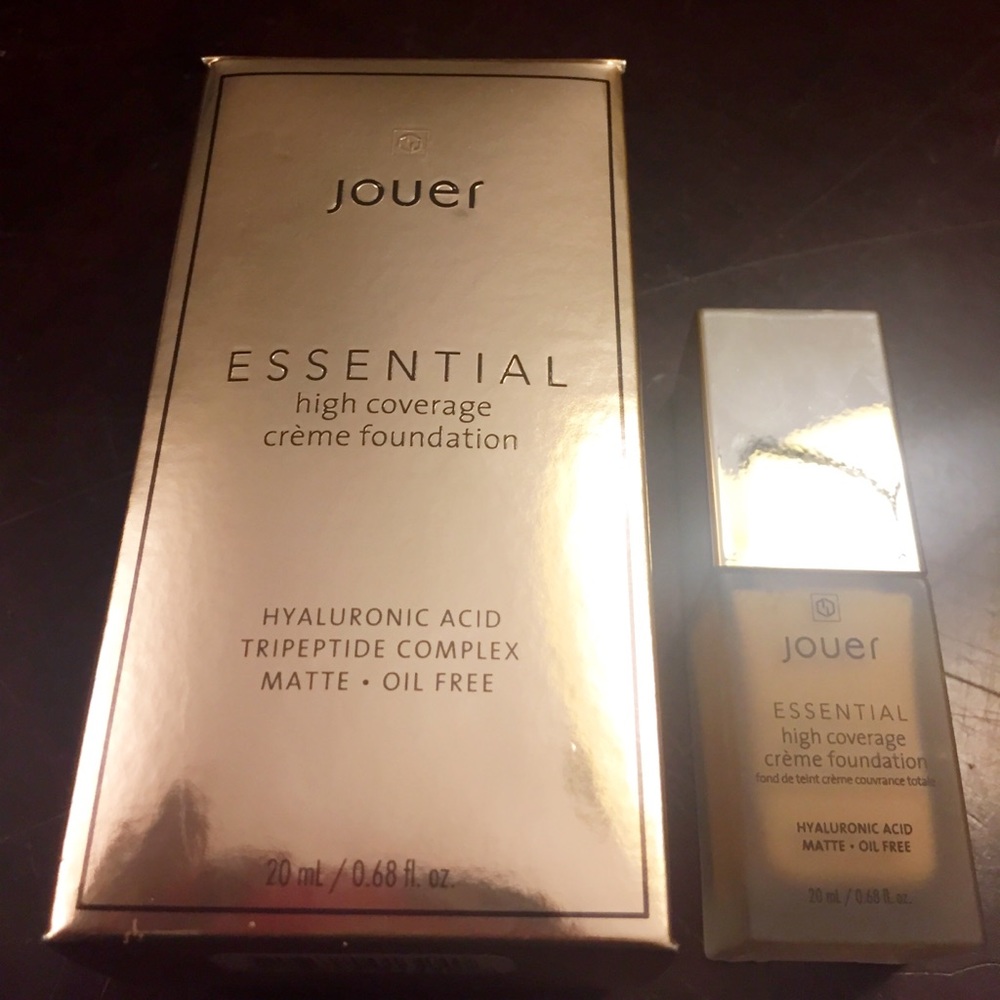 jouer
ESSENTIAL
high coverage
crème foundation
HYALURONIC ACID
TRIPEPTIDE COMPLEX
MATTE • OIL FREE
20 mL / 0.68 fl. oz.
jouer
ESSENTIAL
high coverage
crème foundation
fond de teint crème couvrance totale
HYALURONIC ACID
MATTE • OIL FREE
20 mL / 0.68 fl. oz.